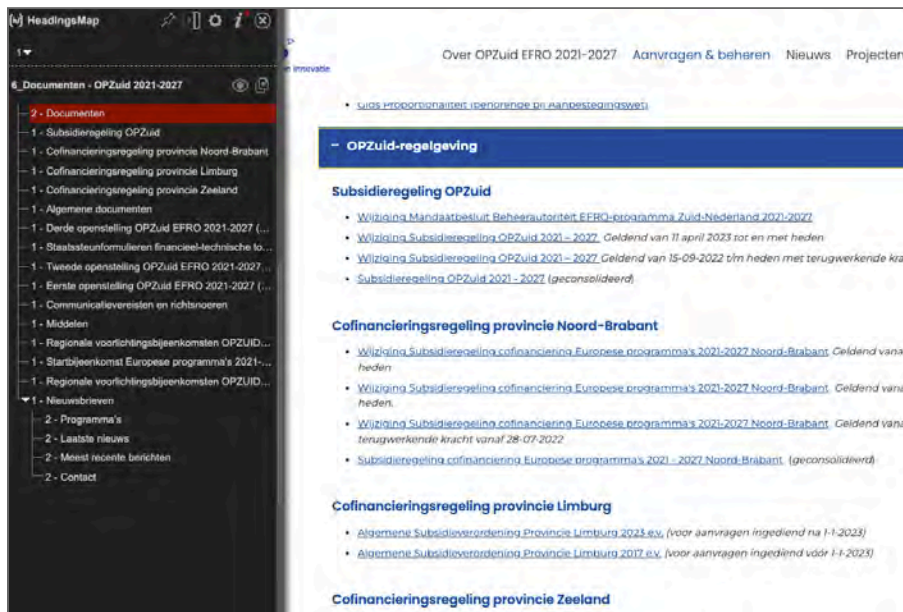 HeadingsMap
1
6_Documenten - OPZuid 2021-2027
2 - Documenten
1 - Subsidieregeling OPZuid
1 - Cofinancieringsregeling provincie Noord-Brabant
1 - Cofinancieringsregeling provincie Limburg
1 - Cofinancieringsregeling provincie Zeeland
1 - Algemene documenten
1 - Derde openstelling OPZuid EFRO 2021-2027 (...
1 - Staatssteunformulieren financieel-technische to...
1 - Tweede openstelling OPZuid EFRO 2021-2027...
1 - Eerste openstelling OPZuid EFRO 2021-2027 (...
1 - Communicatievereisten en richtsnoeren
1 - Middelen
1 - Regionale voorlichtingsbijeenkomsten OPZUID...
1 - Startbijeenkomst Europese programma's 2021-...
1 - Regionale voorlichtingsbijeenkomsten OPZUID...
1 - Nieuwsbrieven
2 - Programma's
2 - Laatste nieuws
2 - Meest recente berichten
2 - Contact
en innovatie
Over OPZuid EFRO 2021-2027 Aanvragen & beheren Nieuws Projecten
Gids Proportionaliteit (behorende bij Aanbestedingswet)
− OPZuid-regelgeving
Subsidieregeling OPZuid
Wijziging Mandaatbesluit Beheerautoriteit EFRO-programma Zuid-Nederland 2021-2027
Wijziging Subsidieregeling OPZuid 2021 – 2027 Geldend van 11 april 2023 tot en met heden
Wijziging Subsidieregeling OPZuid 2021 – 2027 Geldend van 15-09-2022 t/m heden met terugwerkende kra
Subsidieregeling OPZuid 2021 - 2027 (geconsolideerd)
Cofinancieringsregeling provincie Noord-Brabant
Wijziging Subsidieregeling cofinanciering Europese programma's 2021-2027 Noord-Brabant Geldend vana
heden
Wijziging Subsidieregeling cofinanciering Europese programma's 2021-2027 Noord-Brabant Geldend vana
heden.
Wijziging Subsidieregeling cofinanciering Europese programma's 2021-2027 Noord-Brabant Geldend vana
terugwerkende kracht vanaf 28-07-2022
Subsidieregeling cofinanciering Europese programma's 2021 - 2027 Noord-Brabant (geconsolideerd)
Cofinancieringsregeling provincie Limburg
Algemene Subsidieverordening Provincie Limburg 2023 e.v. (voor aanvragen ingediend na 1-1-2023)
Algemene Subsidieverordening Provincie Limburg 2017 e.v. (voor aanvragen ingediend vóór 1-1-2023)
Cofinancieringsregeling provincie Zeeland